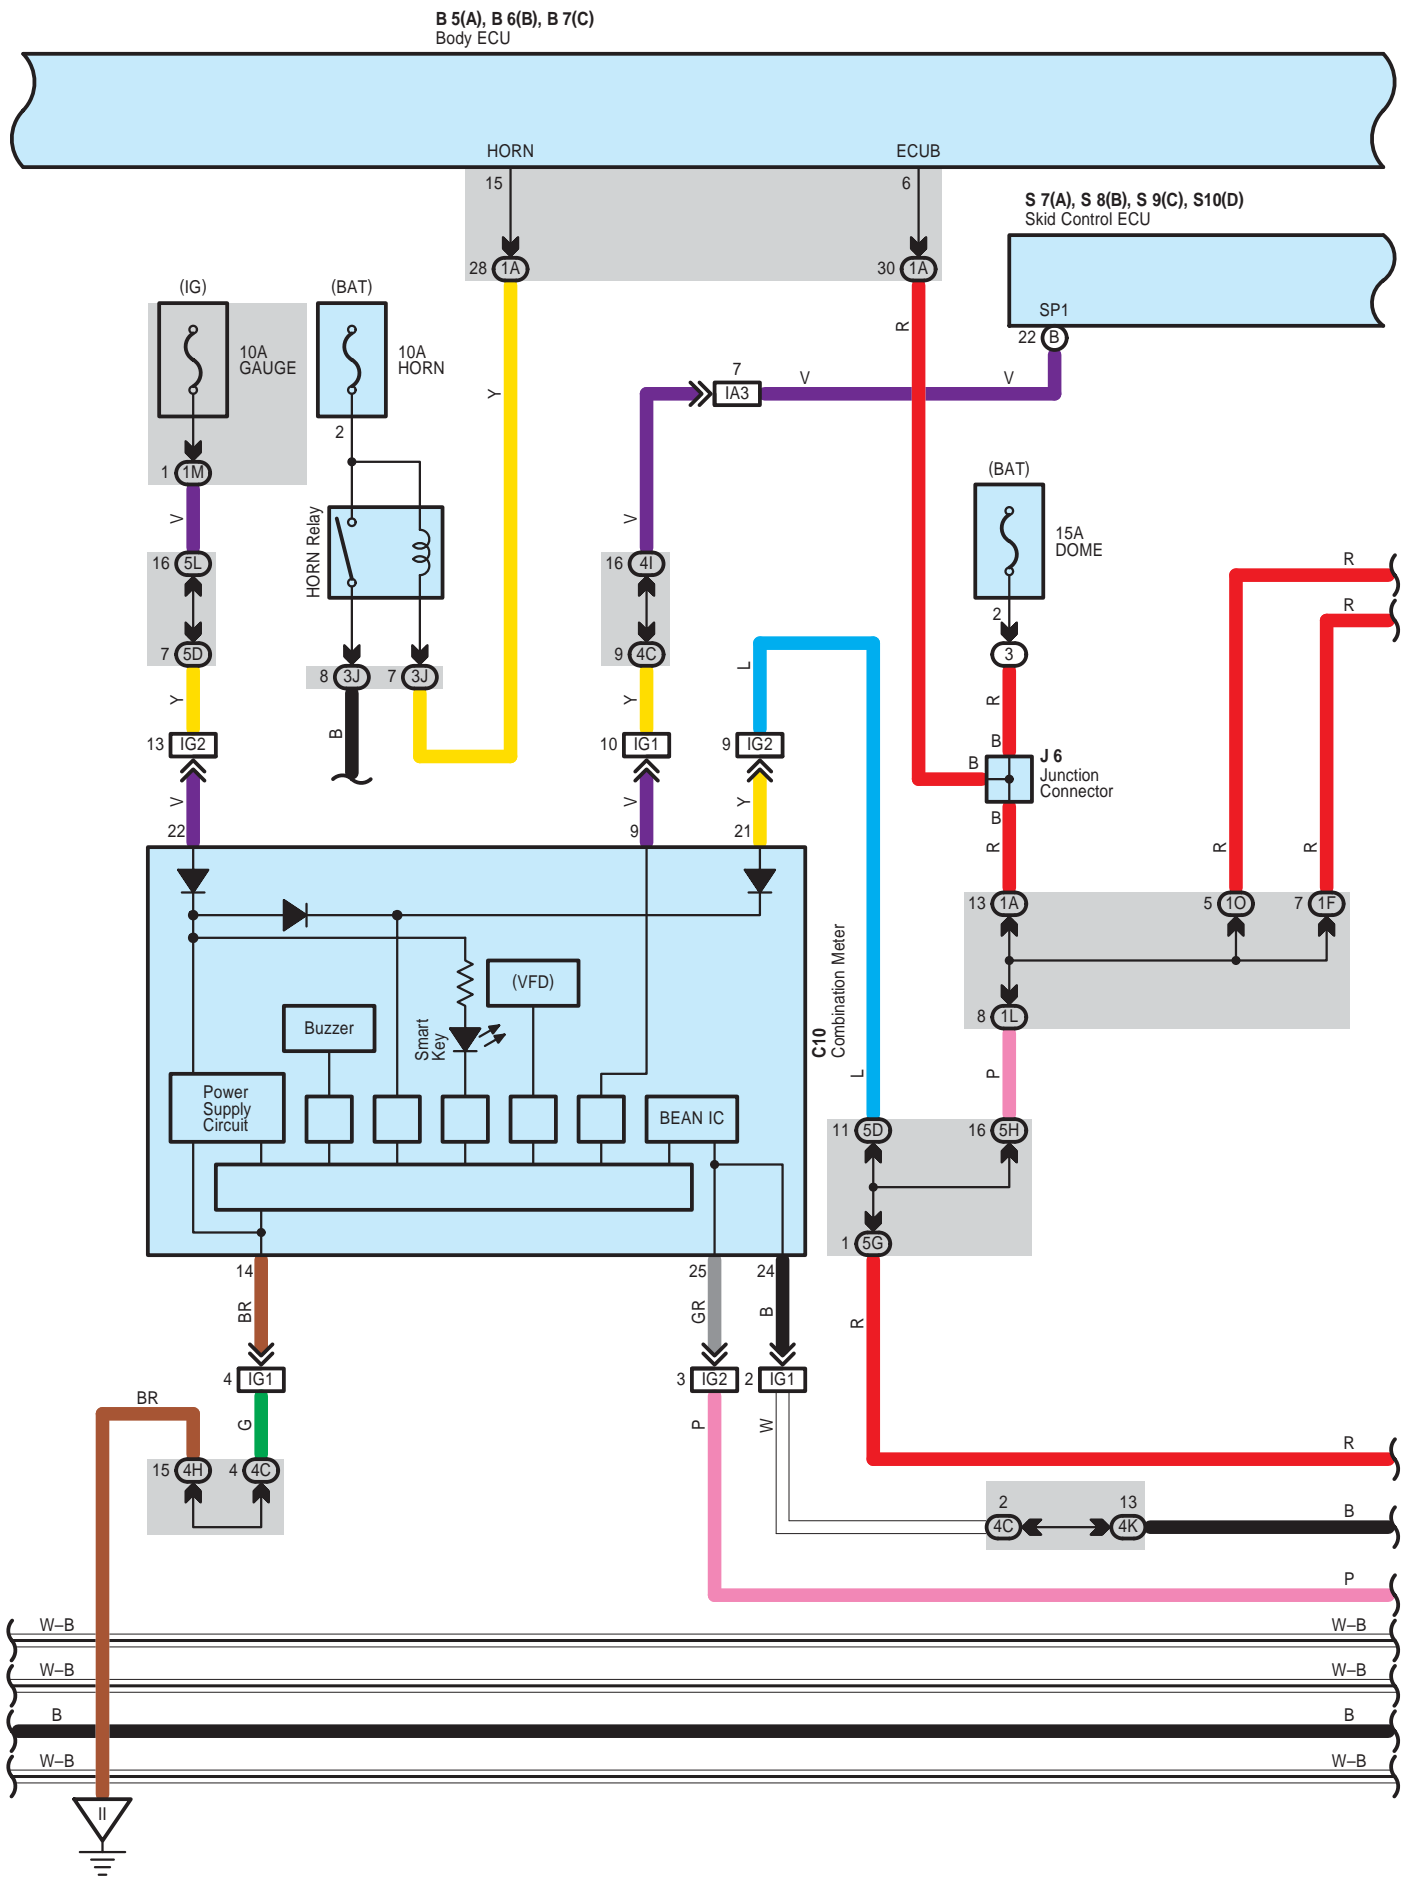 B 5(A), B 6(B), B 7(C)
Body ECU
HORN
ECUB
15
6
S 7(A), S 8(B), S 9(C), S10(D)
Skid Control ECU
28 1A
30 1A
(IG)
(BAT)
SP1
10A
GAUGE
10A
HORN
R
22 B
7
IA3
V
V
Y
2
1 1M
(BAT)
V
HORN Relay
V
15A
DOME
16 5L
16 4I
R
R
2
7 5D
9 4C
3
8 3J
7 3J
L
Y
B
Y
R
13 IG2
10 IG1
9 IG2
B
B
J 6
Junction
Connector
V
V
Y
B
22
9
21
R
R
R
13 1A
5 1O
7 1F
C10
Combination Meter
(VFD)
Buzzer
Smart
Key
8 1L
Power
Supply
Circuit
BEAN IC
L
P
11 5D
16 5H
1 5G
14
25
24
BR
GR
B
R
4 IG1
3 IG2
2 IG1
BR
G
P
W
R
15 4H
4 4C
2
13
4C
4K
B
P
W–B
W–B
W–B
W–B
B
B
W–B
W–B
II